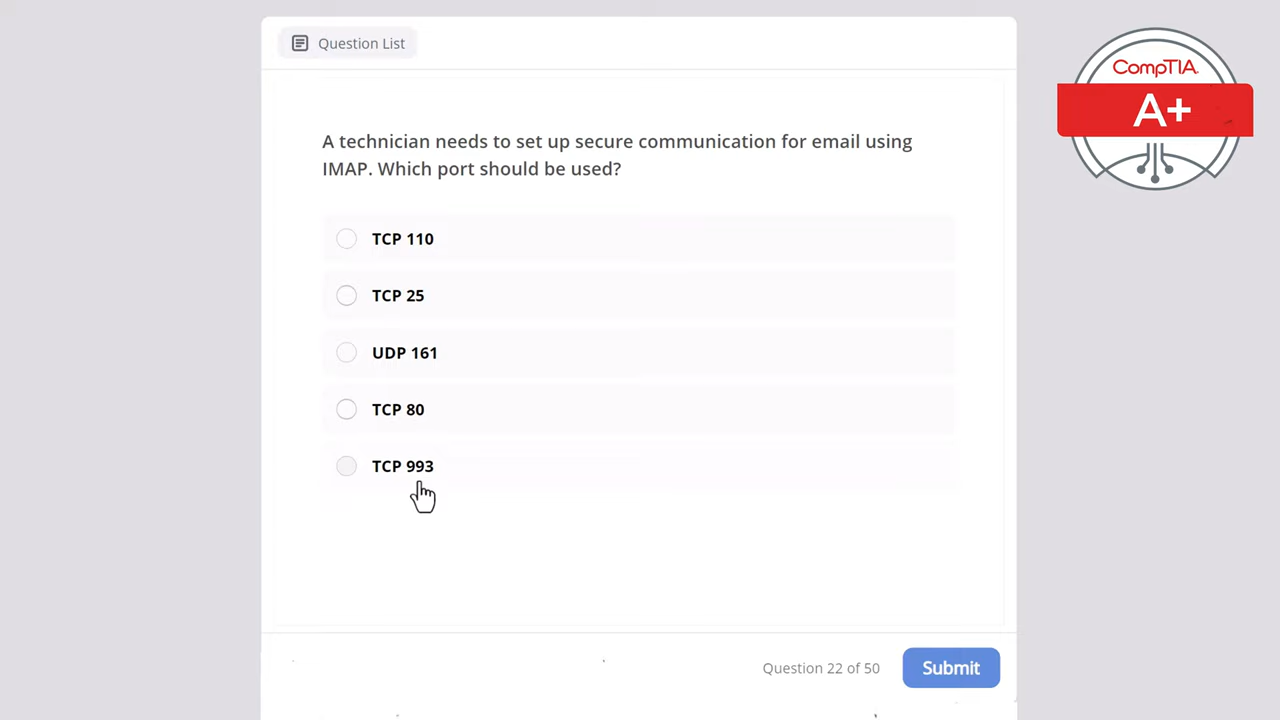 Question List
CompTIA.
A+
A technician needs to set up secure communication for email using
IMAP. Which port should be used?
TCP 110
TCP 25
UDP 161
TCP 80
TCP 993
Question 22 of 50
Submit